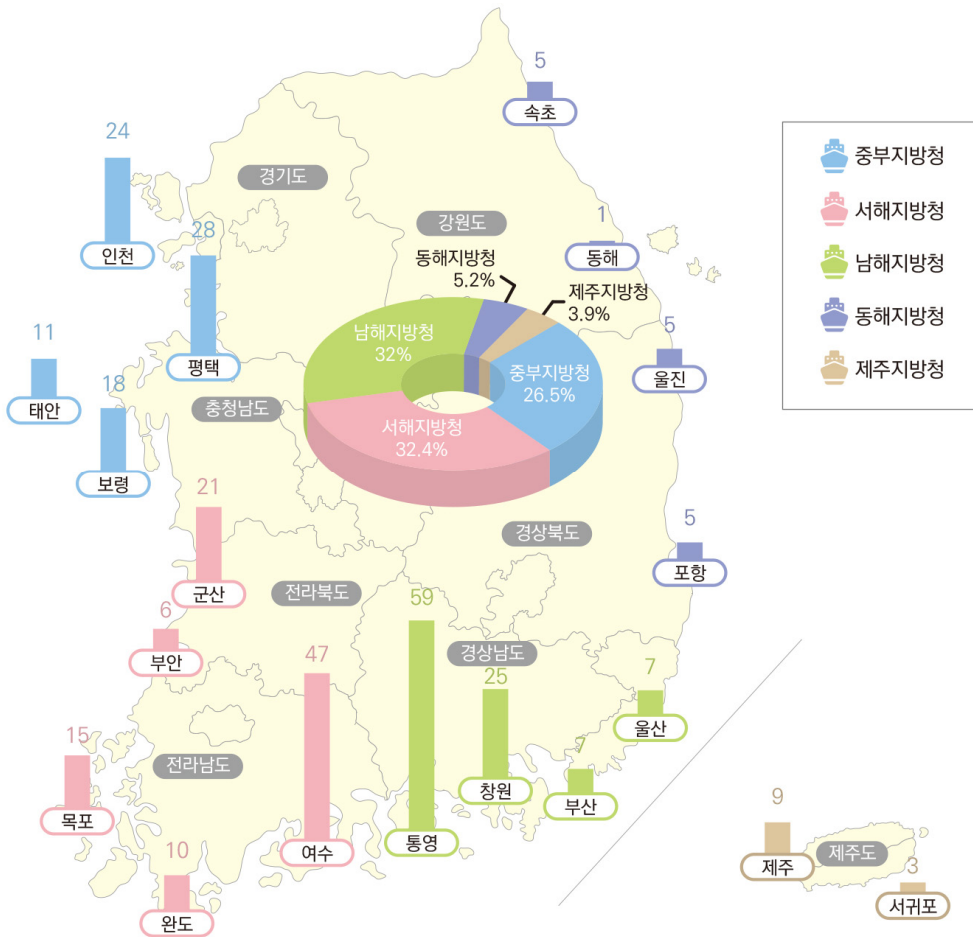 5
속초
24
인천
경기도
28
평택
강원도
1
동해
동해지방청
5.2%
제주지방청
3.9%
중부지방청
26.5%
서해지방청
32.4%
남해지방청
32%
5
울진
11
태안
18
보령
충청남도
21
군산
경상북도
5
포항
전라북도
6
부안
59
통영
경상남도
47
여수
25
창원
7
울산
7
부산
15
목포
전라남도
10
완도
9
제주
제주도
3
서귀포
중부지방청
서해지방청
남해지방청
동해지방청
제주지방청